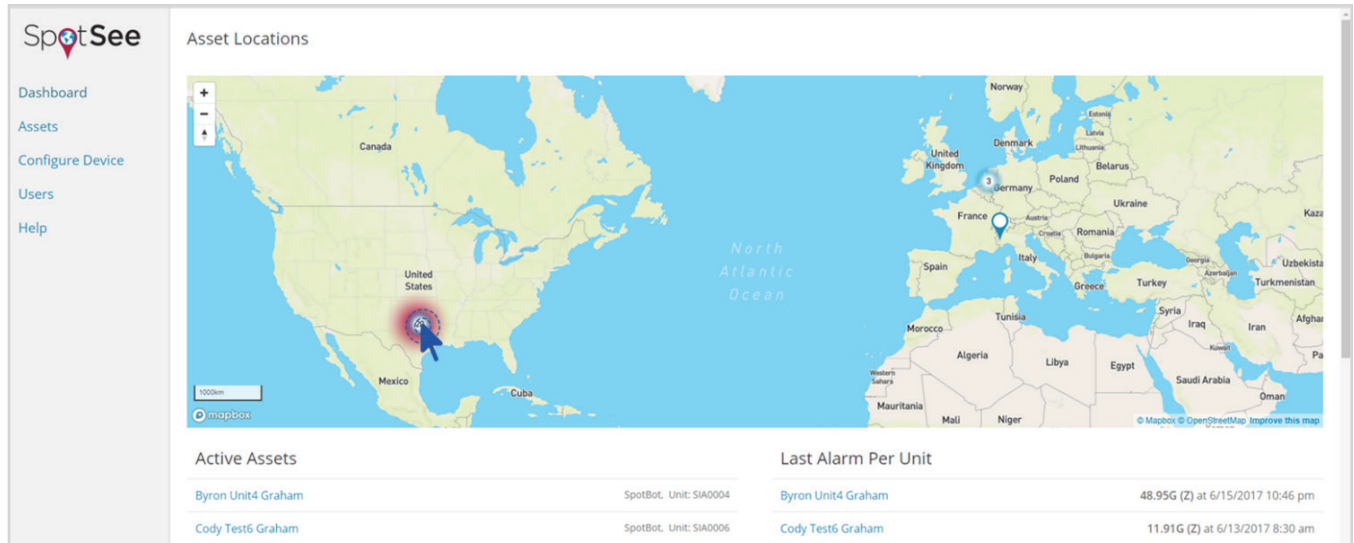 SpotSee
Asset Locations
Dashboard
Assets
Configure Device
Users
Help
+
−
Norway
Estonia
Latvia
Lithuania
Denmark
Canada
United
Kingdom
Belarus
3
Germany
Poland
Ukraine
France
Austria
Kaza
Croatia
Romania
North
Atlantic
Ocean
Italy
Bulgaria
Georgia
Uzbekista
Spain
Azerbaijan
United
States
Greece
Turkey
Turkmenistan
Tunisia
Syria
Morocco
Iraq
Iran
Afghan
Algeria
Libya
Egypt
Kuwait
Pa
Mexico
Western
Sahara
Saudi Arabia
1000km
Cuba
Oman
Mauritania
mapbox
Mali
Niger
© Mapbox © OpenStreetMap Improve this map
Active Assets
Last Alarm Per Unit
Byron Unit4 Graham
SpotBot, Unit: SIA0004
Byron Unit4 Graham
48.95G (Z) at 6/15/2017 10:46 pm
Cody Test6 Graham
SpotBot, Unit: SIA0006
Cody Test6 Graham
11.91G (Z) at 6/13/2017 8:30 am